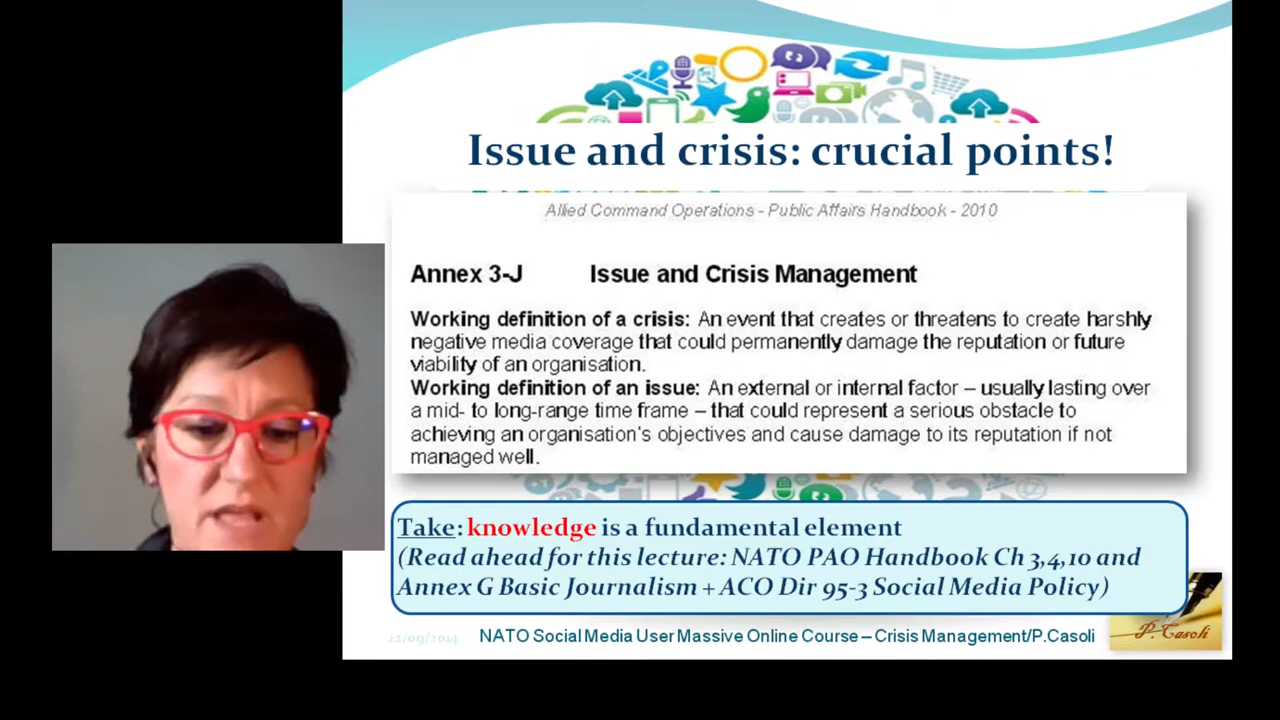 Issue and crisis: crucial points!
Allied Command Operations - Public Affairs Handbook - 2010
Annex 3-J Issue and Crisis Management
Working definition of a crisis: An event that creates or threatens to create harshly
negative media coverage that could permanently damage the reputation or future
viability of an organisation.
Working definition of an issue: An external or internal factor – usually lasting over
a mid- to long-range time frame – that could represent a serious obstacle to
achieving an organisation's objectives and cause damage to its reputation if not
managed well.
Take: knowledge is a fundamental element
(Read ahead for this lecture: NATO PAO Handbook Ch 3,4,10 and
Annex G Basic Journalism + ACO Dir 95-3 Social Media Policy)
22/09/2014 NATO Social Media User Massive Online Course – Crisis Management/P.Casoli
P. Casoli